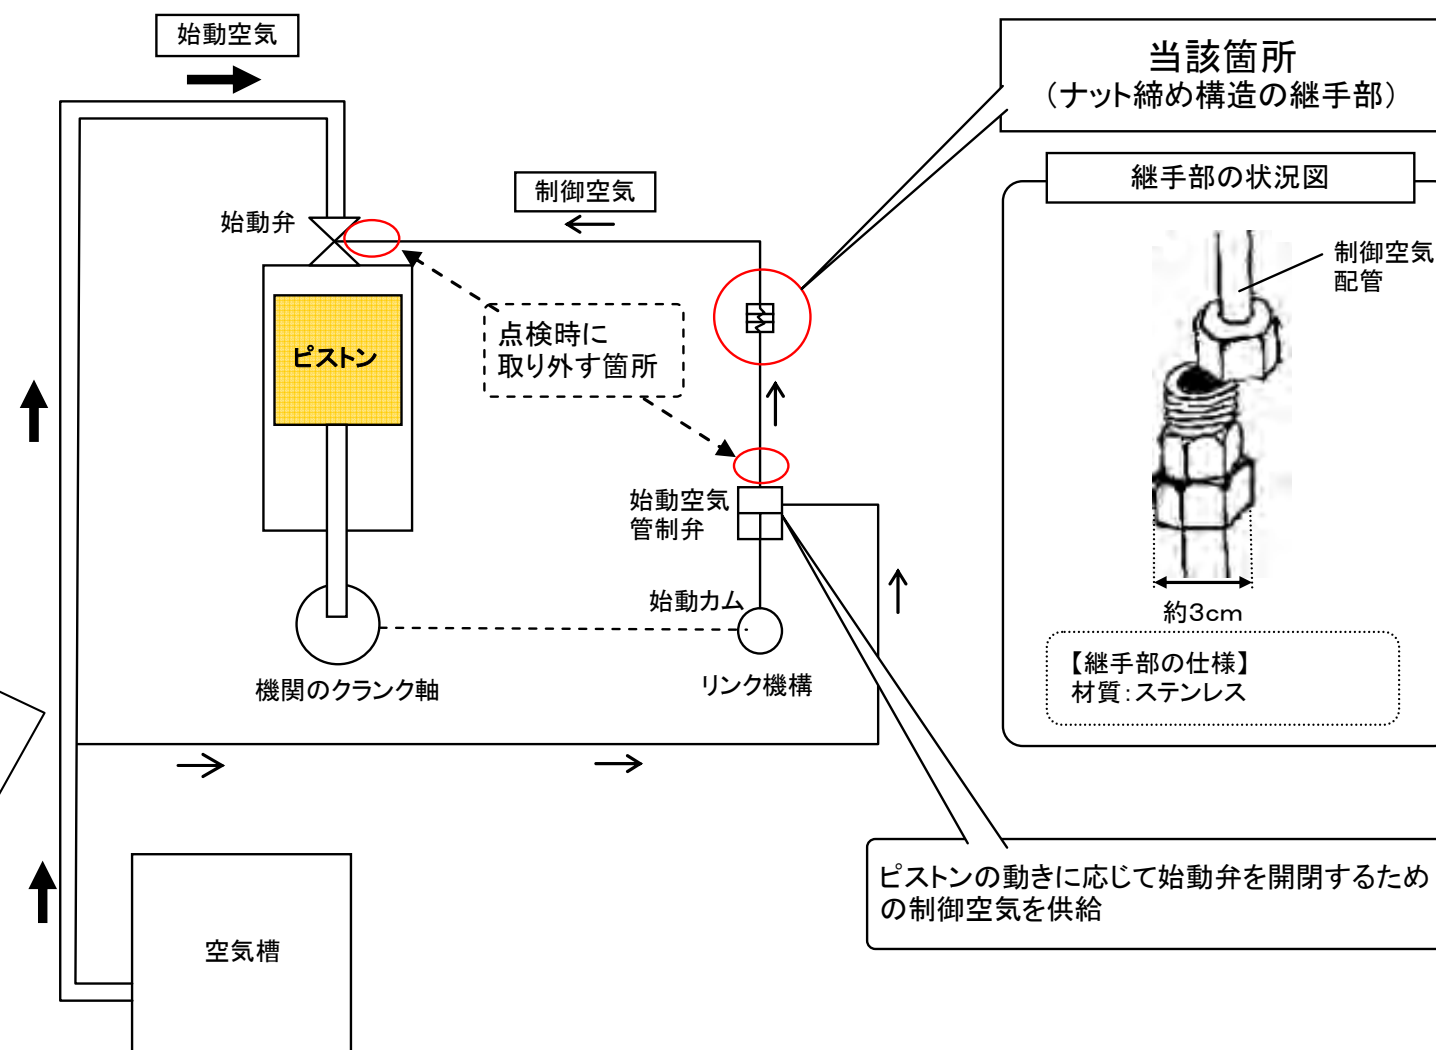 始動空気
当該箇所
（ナット締め構造の継手部）
制御空気
継手部の状況図
始動弁
制御空気
配管
点検時に
取り外す箇所
ピストン
始動空気
管制弁
始動カム
約3cm
機関のクランク軸
リンク機構
【継手部の仕様】
材質：ステンレス
ピストンの動きに応じて始動弁を開閉するため
の制御空気を供給
空気槽